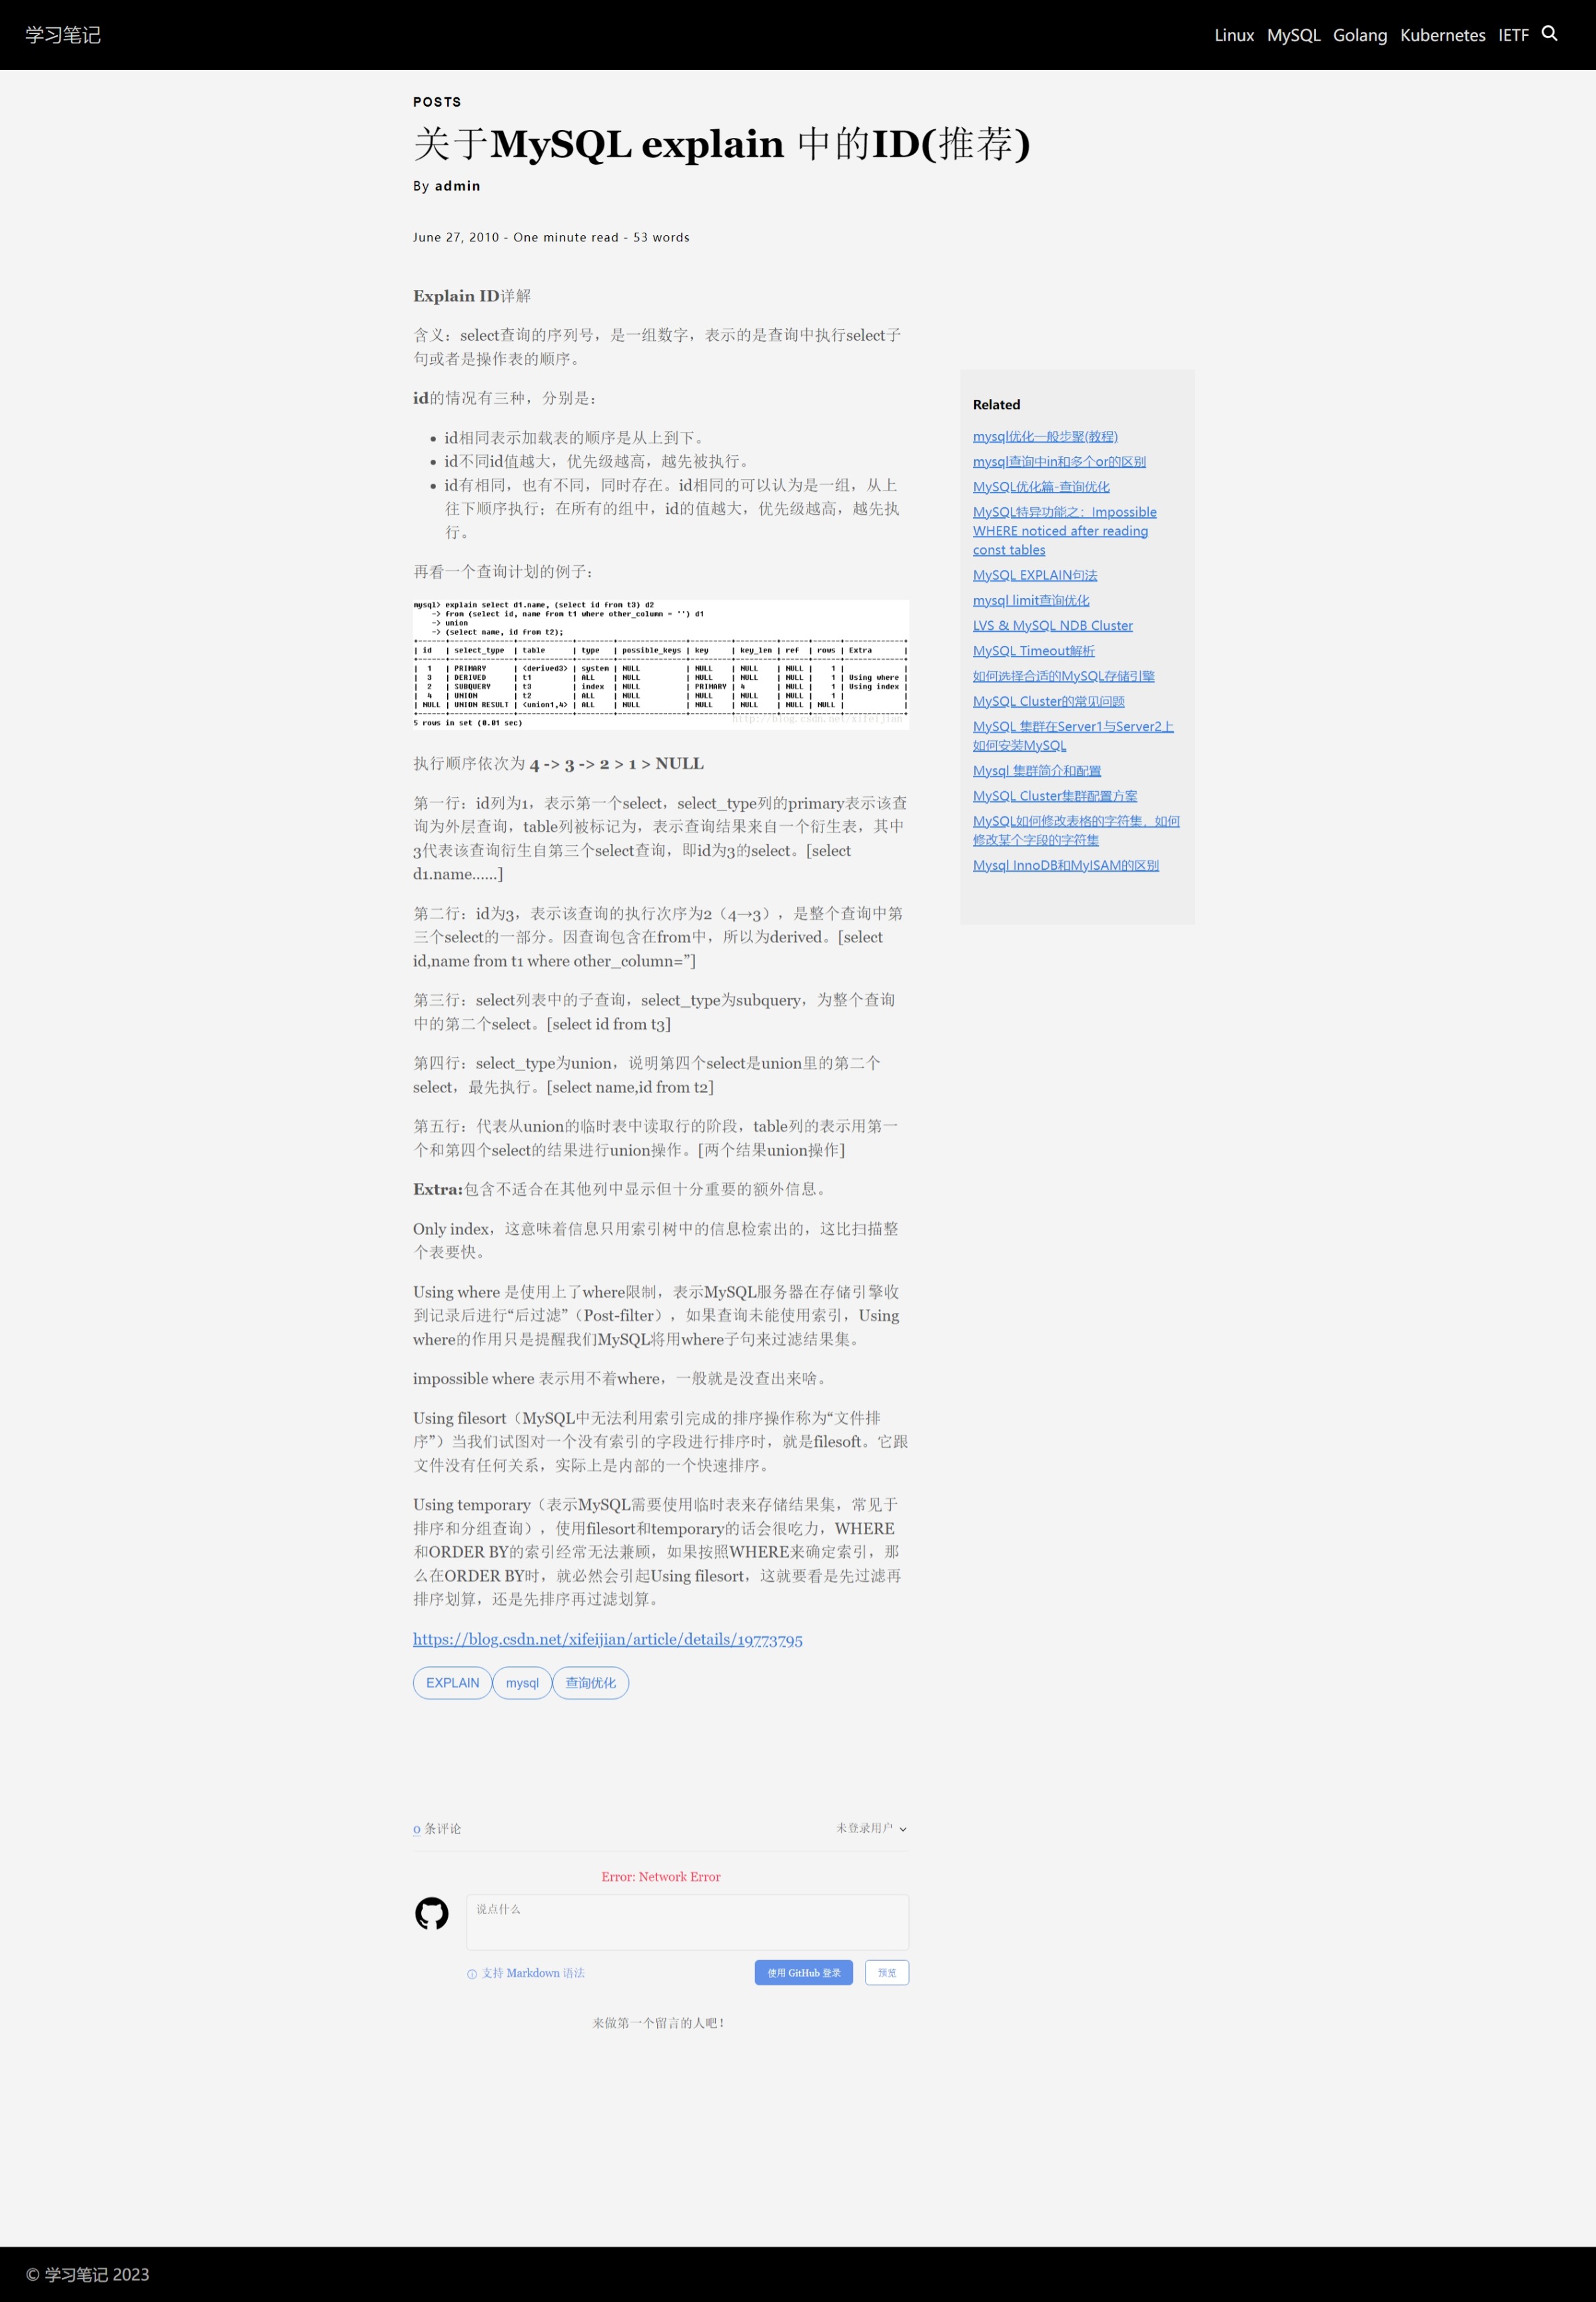 学习笔记
Linux MySQL Golang Kubernetes IETF
POSTS
关于MySQL explain 中的ID(推荐)
By admin
June 27, 2010 - One minute read - 53 words
Explain ID详解
含义：select查询的序列号，是一组数字，表示的是查询中执行select子
句或者是操作表的顺序。
id的情况有三种，分别是：
• id相同表示加载表的顺序是从上到下。
• id不同id值越大，优先级越高，越先被执行。
• id有相同，也有不同，同时存在。id相同的可以认为是一组，从上
往下顺序执行；在所有的组中，id的值越大，优先级越高，越先执
行。
再看一个查询计划的例子：
mysql> explain select d1.name, (select id from t3) d2
-> from (select id, name from t1 where other_column = '') d1
-> union
-> (select name, id from t2);
| id | select_type | table | type | possible_keys | key | key_len | ref | rows | Extra |
| 1 | PRIMARY | <derived3> | system | NULL | NULL | NULL | NULL | 1 | |
| 3 | DERIVED | t1 | ALL | NULL | NULL | NULL | NULL | 1 | Using where |
| 2 | SUBQUERY | t3 | index | NULL | PRIMARY | 4 | NULL | 1 | Using index |
| 4 | UNION | t2 | ALL | NULL | NULL | NULL | NULL | 1 | |
| NULL | UNION RESULT | <union1,4> | ALL | NULL | NULL | NULL | NULL | NULL | |
5 rows in set (0.01 sec)
http://blog.csdn.net/xifeijian
执行顺序依次为 4 -> 3 -> 2 > 1 > NULL
第一行：id列为1，表示第一个select，select_type列的primary表示该查
询为外层查询，table列被标记为，表示查询结果来自一个衍生表，其中
3代表该查询衍生自第三个select查询，即id为3的select。[select
d1.name......]
第二行：id为3，表示该查询的执行次序为2（4→3），是整个查询中第
三个select的一部分。因查询包含在from中，所以为derived。[select
id,name from t1 where other_column=”]
第三行：select列表中的子查询，select_type为subquery，为整个查询
中的第二个select。[select id from t3]
第四行：select_type为union，说明第四个select是union里的第二个
select，最先执行。[select name,id from t2]
第五行：代表从union的临时表中读取行的阶段，table列的表示用第一
个和第四个select的结果进行union操作。[两个结果union操作]
Extra:包含不适合在其他列中显示但十分重要的额外信息。
Only index，这意味着信息只用索引树中的信息检索出的，这比扫描整
个表要快。
Using where 是使用上了where限制，表示MySQL服务器在存储引擎收
到记录后进行“后过滤”（Post-filter），如果查询未能使用索引，Using
where的作用只是提醒我们MySQL将用where子句来过滤结果集。
impossible where 表示用不着where，一般就是没查出来啥。
Using filesort（MySQL中无法利用索引完成的排序操作称为“文件排
序”）当我们试图对一个没有索引的字段进行排序时，就是filesoft。它跟
文件没有任何关系，实际上是内部的一个快速排序。
Using temporary（表示MySQL需要使用临时表来存储结果集，常见于
排序和分组查询），使用filesort和temporary的话会很吃力，WHERE
和ORDER BY的索引经常无法兼顾，如果按照WHERE来确定索引，那
么在ORDER BY时，就必然会引起Using filesort，这就要看是先过滤再
排序划算，还是先排序再过滤划算。
https://blog.csdn.net/xifeijian/article/details/19773795
EXPLAIN mysql 查询优化
Related
mysql优化一般步聚(教程)
mysql查询中in和多个or的区别
MySQL优化篇-查询优化
MySQL特异功能之：Impossible
WHERE noticed after reading
const tables
MySQL EXPLAIN句法
mysql limit查询优化
LVS & MySQL NDB Cluster
MySQL Timeout解析
如何选择合适的MySQL存储引擎
MySQL Cluster的常见问题
MySQL 集群在Server1与Server2上
如何安装MySQL
Mysql 集群简介和配置
MySQL Cluster集群配置方案
MySQL如何修改表格的字符集，如何
修改某个字段的字符集
Mysql InnoDB和MyISAM的区别
0 条评论
未登录用户
Error: Network Error
说点什么
支持 Markdown 语法
使用 GitHub 登录
预览
来做第一个留言的人吧！
© 学习笔记 2023